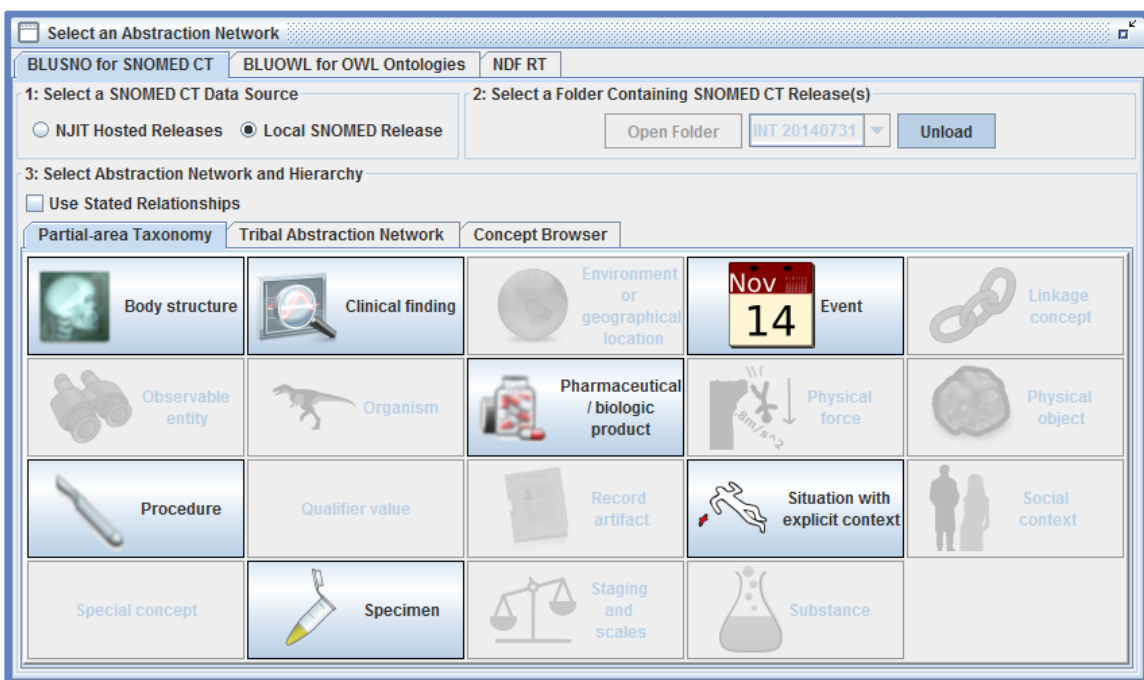 Select an Abstraction Network
BLUSNO for SNOMED CT
BLUOWL for OWL Ontologies
NDF RT
1: Select a SNOMED CT Data Source
NJIT Hosted Releases
Local SNOMED Release
2: Select a Folder Containing SNOMED CT Release(s)
Open Folder
INT 20140731
Unload
3: Select Abstraction Network and Hierarchy
Use Stated Relationships
Partial-area Taxonomy
Tribal Abstraction Network
Concept Browser
Body structure
Clinical finding
Environment
or
geographical
location
Nov
14
Event
Linkage
concept
Observable
entity
Organism
Pharmaceutical
/ biologic
product
.8m/s^2
Physical
force
Physical
object
Procedure
Qualifier value
Record
artifact
Situation with
explicit context
Social
context
Special concept
Specimen
Staging
and
scales
Substance